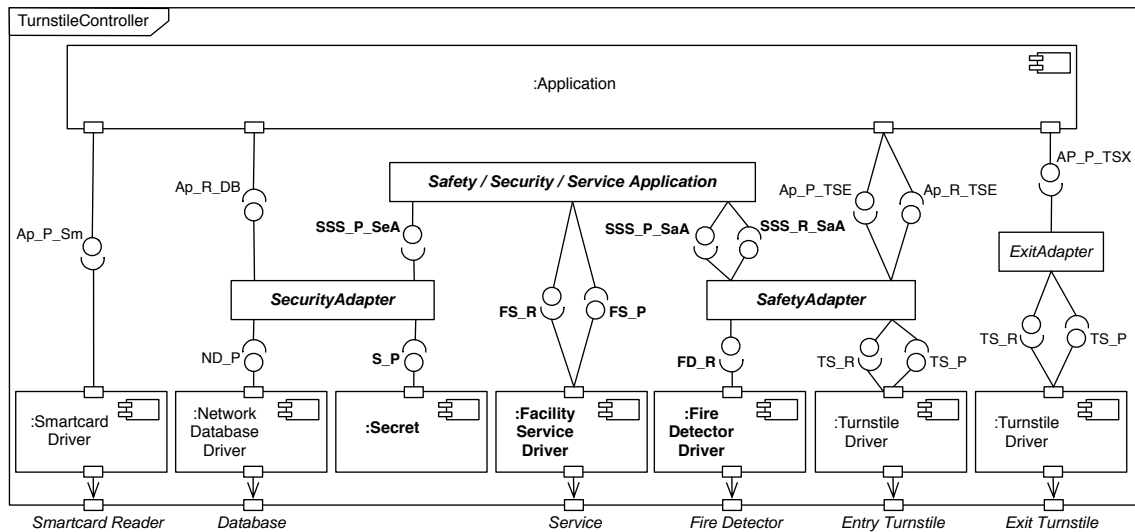 TurnstileController
:Application
Ap_P_Sm
Ap_R_DB
Safety / Security / Service Application
SSS_P_SeA
SSS_P_SaA
SSS_R_SaA
Ap_P_TSE
Ap_R_TSE
AP_P_TSX
SecurityAdapter
SafetyAdapter
ExitAdapter
ND_P
S_P
FS_R
FS_P
FD_R
TS_R
TS_P
TS_R
TS_P
:Smartcard
Driver
:Network
Database
Driver
:Secret
:Facility
Service
Driver
:Fire
Detector
Driver
:Turnstile
Driver
:Turnstile
Driver
Smartcard Reader
Database
Service
Fire Detector
Entry Turnstile
Exit Turnstile